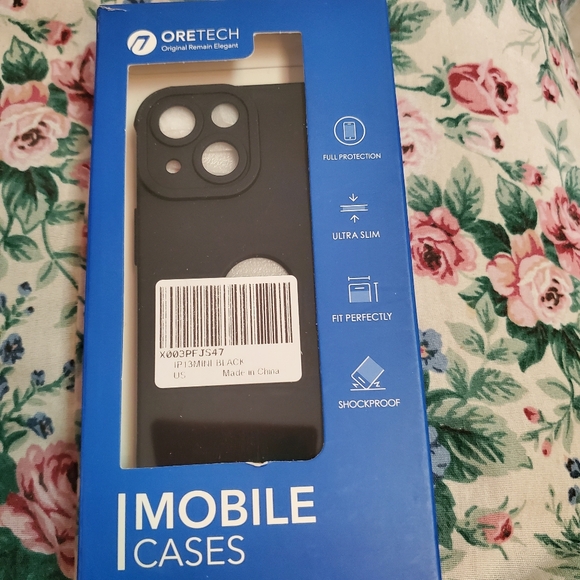 ORETECH
Original Remain Elegant
FULL PROTECTION
ULTRA SLIM
FIT PERFECTLY
SHOCKPROOF
X003PFJS47
IP13MINI BLACK
US Made in China
MOBILE
CASES